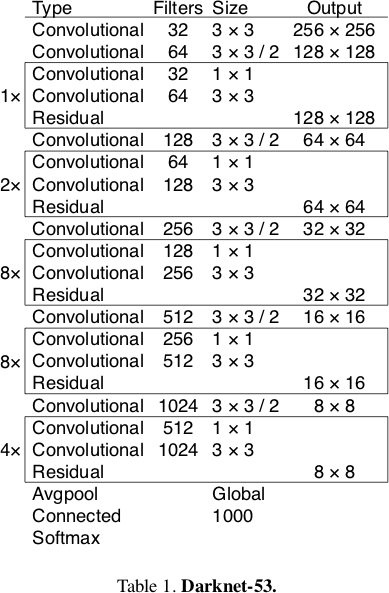 Type Filters Size Output
Convolutional 32 3 × 3 256 × 256
Convolutional 64 3 × 3 / 2 128 × 128
Convolutional 32 1 × 1
1× Convolutional 64 3 × 3
Residual 128 × 128
Convolutional 128 3 × 3 / 2 64 × 64
Convolutional 64 1 × 1
2× Convolutional 128 3 × 3
Residual 64 × 64
Convolutional 256 3 × 3 / 2 32 × 32
Convolutional 128 1 × 1
8× Convolutional 256 3 × 3
Residual 32 × 32
Convolutional 512 3 × 3 / 2 16 × 16
Convolutional 256 1 × 1
8× Convolutional 512 3 × 3
Residual 16 × 16
Convolutional 1024 3 × 3 / 2 8 × 8
Convolutional 512 1 × 1
4× Convolutional 1024 3 × 3
Residual 8 × 8
Avgpool Global
Connected 1000
Softmax
Table 1. Darknet-53.